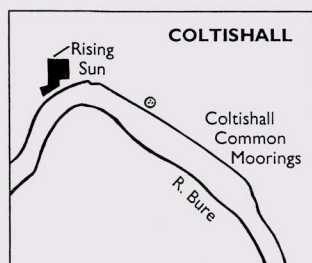 COLTISHALL
Rising
Sun
Coltishall
Common
Moorings
R. Bure